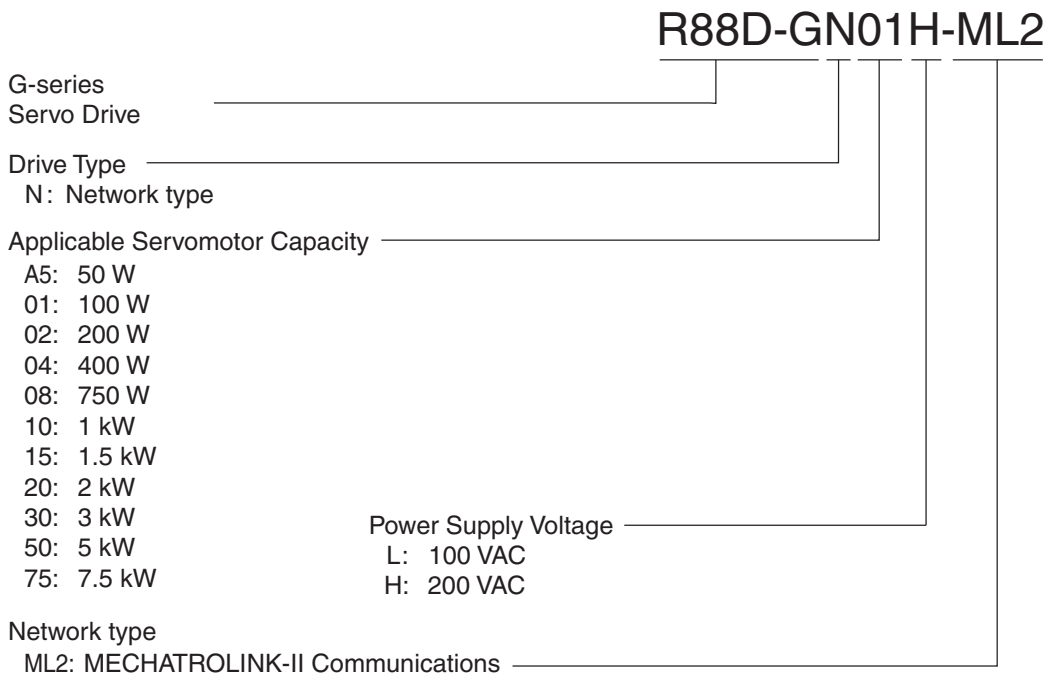 R88D-GN01H-ML2
G-series
Servo Drive
Drive Type
N: Network type
Applicable Servomotor Capacity
A5: 50 W
01: 100 W
02: 200 W
04: 400 W
08: 750 W
10: 1 kW
15: 1.5 kW
20: 2 kW
30: 3 kW
50: 5 kW
75: 7.5 kW
Power Supply Voltage
L: 100 VAC
H: 200 VAC
Network type
ML2: MECHATROLINK-II Communications